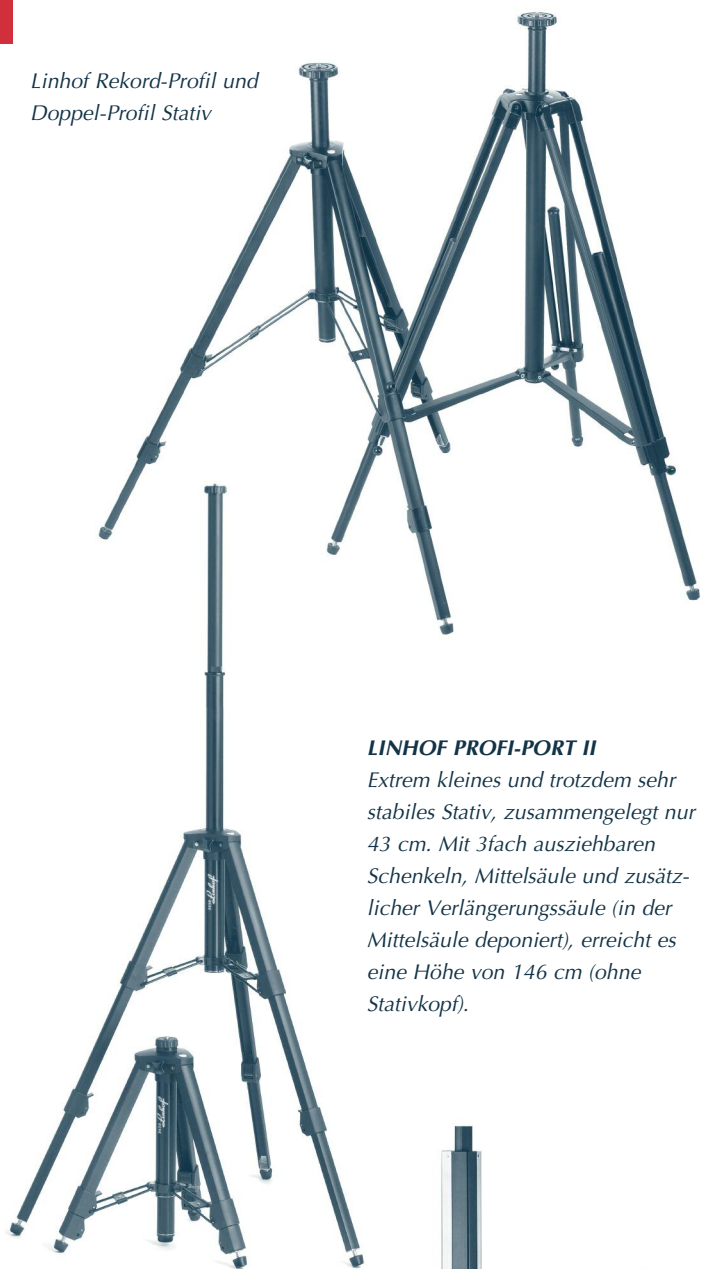 Linhof Rekord-Profil und
Doppel-Profil Stativ
LINHOF PROFI-PORT II
Extrem kleines und trotzdem sehr
stabiles Stativ, zusammengelegt nur
43 cm. Mit 3fach ausziehbaren
Schenkeln, Mittelsäule und zusätz-
licher Verlängerungssäule (in der
Mittelsäule deponiert), erreicht es
eine Höhe von 146 cm (ohne
Stativkopf).
Linhof
Linhof